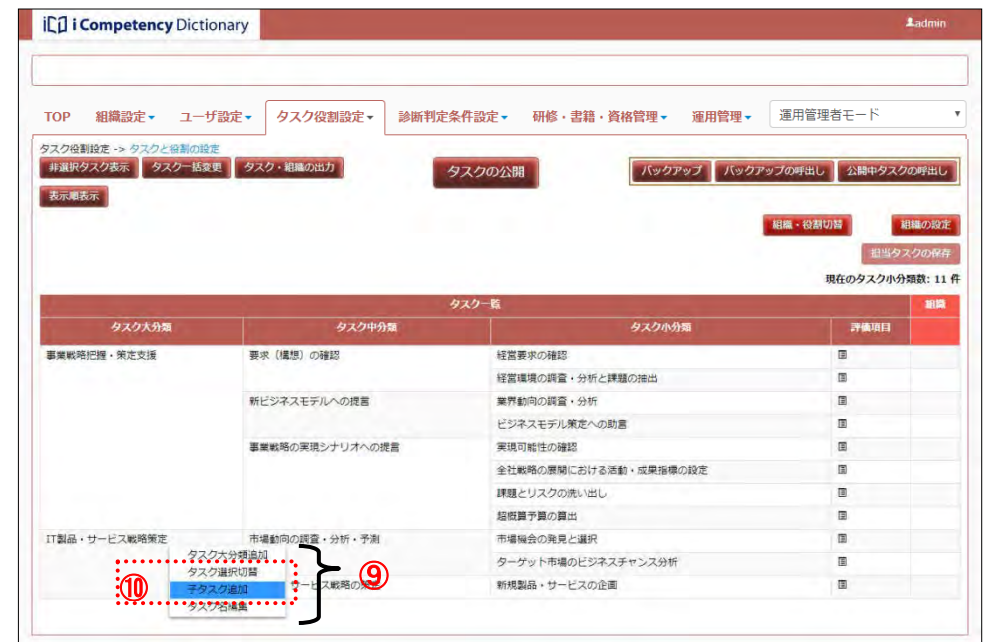 i Competency Dictionary
admin
TOP 組織設定 ユーザ設定 タスク役割設定 診断判定条件設定 研修・書籍・資格管理 運用管理 運用管理者モード
タスク役割設定 -> タスクと役割の設定
非選択タスク表示 タスク一括変更 タスク・組織の出力 タスクの公開 バックアップ バックアップの呼出し 公開中タスクの呼出し
表示順表示
組織・役割切替 組織の設定
担当タスクの保存
現在のタスク小分類数: 11 件
タスク一覧 組織
タスク大分類 タスク中分類 タスク小分類 評価項目
事業戦略把握・策定支援 要求（構想）の確認 経営要求の確認
経営環境の調査・分析と課題の抽出
新ビジネスモデルへの提言 業界動向の調査・分析
ビジネスモデル策定への助言
事業戦略の実現シナリオへの提言 実現可能性の確認
全社戦略の展開における活動・成果指標の設定
課題とリスクの洗い出し
超概算予算の算出
IT製品・サービス戦略策定 市場動向の調査・分析・予測 市場機会の発見と選択
タスク大分類追加
ターゲット市場のビジネスチャンス分析
タスク選択切替 ⑨
⑩ 子タスク追加 サービス戦略の 新規製品・サービスの企画
タスク名編集